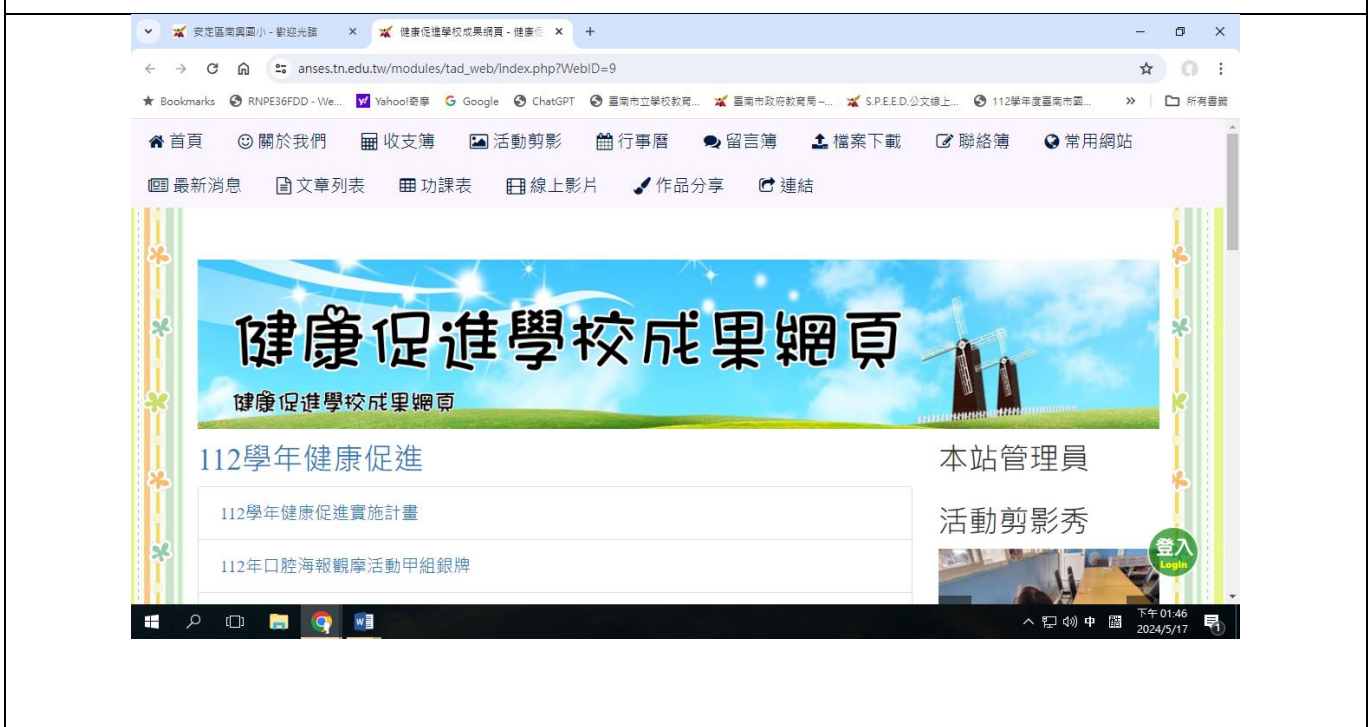 安定區南興國小 - 歡迎光臨
健康促進學校成果網頁 - 健康促
anses.tn.edu.tw/modules/tad_web/index.php?WebID=9
Bookmarks RNPE36FDD - We... Yahoo!奇摩 Google ChatGPT 臺南市立學校教育... 臺南市政府教育局 –... S.P.E.E.D.公文線上... 112學年度臺南市國... » 所有書籤
首頁 關於我們 收支簿 活動剪影 行事曆 留言簿 檔案下載 聯絡簿 常用網站
最新消息 文章列表 功課表 線上影片 作品分享 連結
健康促進學校成果網頁
健康促進學校成果網頁
112學年健康促進
112學年健康促進實施計畫
112年口腔海報觀摩活動甲組銀牌
本站管理員
活動剪影秀
登入
Login
中
下午 01:46
2024/5/17
1